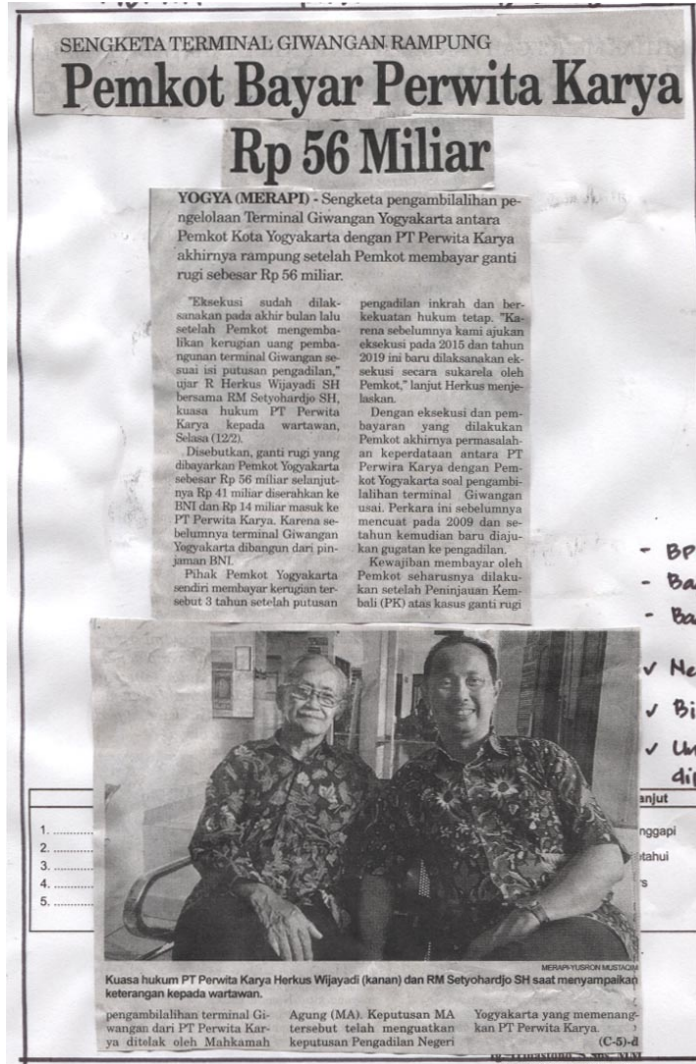 SENGKETA TERMINAL GIWANGAN RAMPUNG
Pemkot Bayar Perwita Karya
Rp 56 Miliar
YOGYA (MERAPI) - Sengketa pengambilalihan pe-
ngelolaan Terminal Giwangan Yogyakarta antara
Pemkot Kota Yogyakarta dengan PT Perwita Karya
akhirnya rampung setelah Pemkot membayar ganti
rugi sebesar Rp 56 miliar.
"Eksekusi sudah dilak-
sanakan pada akhir bulan lalu
setelah Pemkot mengemba-
likan kerugian uang pemba-
ngunan terminal Giwangan se-
suai isi putusan pengadilan,"
ujar R Herkus Wijayadi SH
bersama RM Setyohardjo SH,
kuasa hukum PT Perwita
Karya kepada wartawan,
Selasa (12/2).
Disebutkan, ganti rugi yang
dibayarkan Pemkot Yogyakarta
sebesar Rp 56 miliar selanjut-
nya Rp 41 miliar diserahkan ke
BNI dan Rp 14 miliar masuk ke
PT Perwita Karya. Karena se-
belumnya terminal Giwangan
Yogyakarta dibangun dari pin-
jaman BNI.
Pihak Pemkot Yogyakarta
sendiri membayar kerugian ter-
sebut 3 tahun setelah putusan
pengadilan inkrah dan ber-
kekuatan hukum tetap. "Ka-
rena sebelumnya kami ajukan
eksekusi pada 2015 dan tahun
2019 ini baru dilaksanakan ek-
sekusi secara sukarela oleh
Pemkot," lanjut Herkus menje-
laskan.
Dengan eksekusi dan pem-
bayaran yang dilakukan
Pemkot akhirnya permasalah-
an keperdataan antara PT
Perwira Karya dengan Pem-
kot Yogyakarta soal pengambi-
lalihan terminal Giwangan
usai. Perkara ini sebelumnya
mencuat pada 2009 dan se-
tahun kemudian baru diaju-
kan gugatan ke pengadilan.
Kewajiban membayar oleh
Pemkot seharusnya dilaku-
kan setelah Peninjauan Kem-
bali (PK) atas kasus ganti rugi
- BP
- Ba
- Ba
✓ Ne
✓ Bi
✓ Un
dip
anjut
1. ............
2. ............
3. ............
4. ............
5. ............
nggapi
etahui
rs
MERAPI-YUSRON MUSTAQIM
Kuasa hukum PT Perwita Karya Herkus Wijayadi (kanan) dan RM Setyohardjo SH saat menyampaikan
keterangan kepada wartawan.
pengambilalihan terminal Gi-
wangan dari PT Perwita Kar-
ya ditelak oleh Mahkamah
Agung (MA). Keputusan MA
tersebut telah menguatkan
keputusan Pengadilan Negeri
Yogyakarta yang memenang-
kan PT Perwita Karya.
(C-5)-d